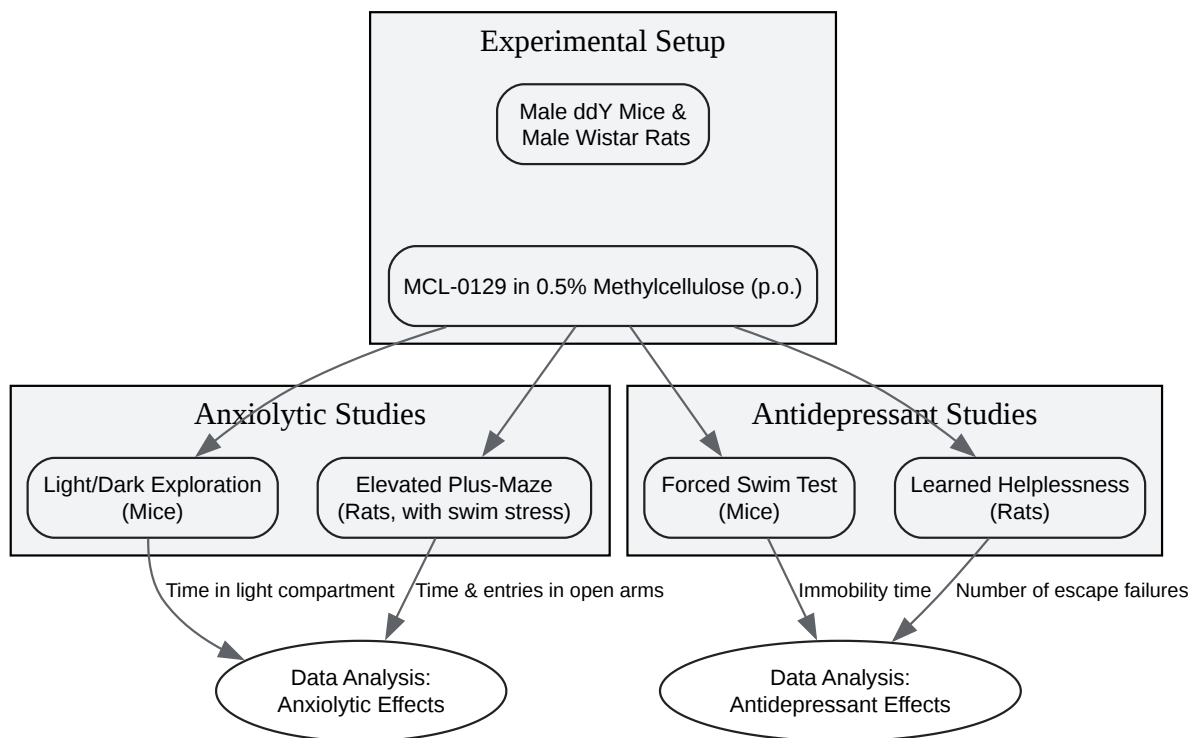 Experimental Setup
Male ddY Mice &
Male Wistar Rats
MCL-0129 in 0.5% Methylcellulose (p.o.)
Anxiolytic Studies
Antidepressant Studies
Light/Dark Exploration
(Mice)
Elevated Plus-Maze
(Rats, with swim stress)
Forced Swim Test
(Mice)
Learned Helplessness
(Rats)
Time in light compartment
Time & entries in open arms
Immobility time
Number of escape failures
Data Analysis:
Anxiolytic Effects
Data Analysis:
Antidepressant Effects